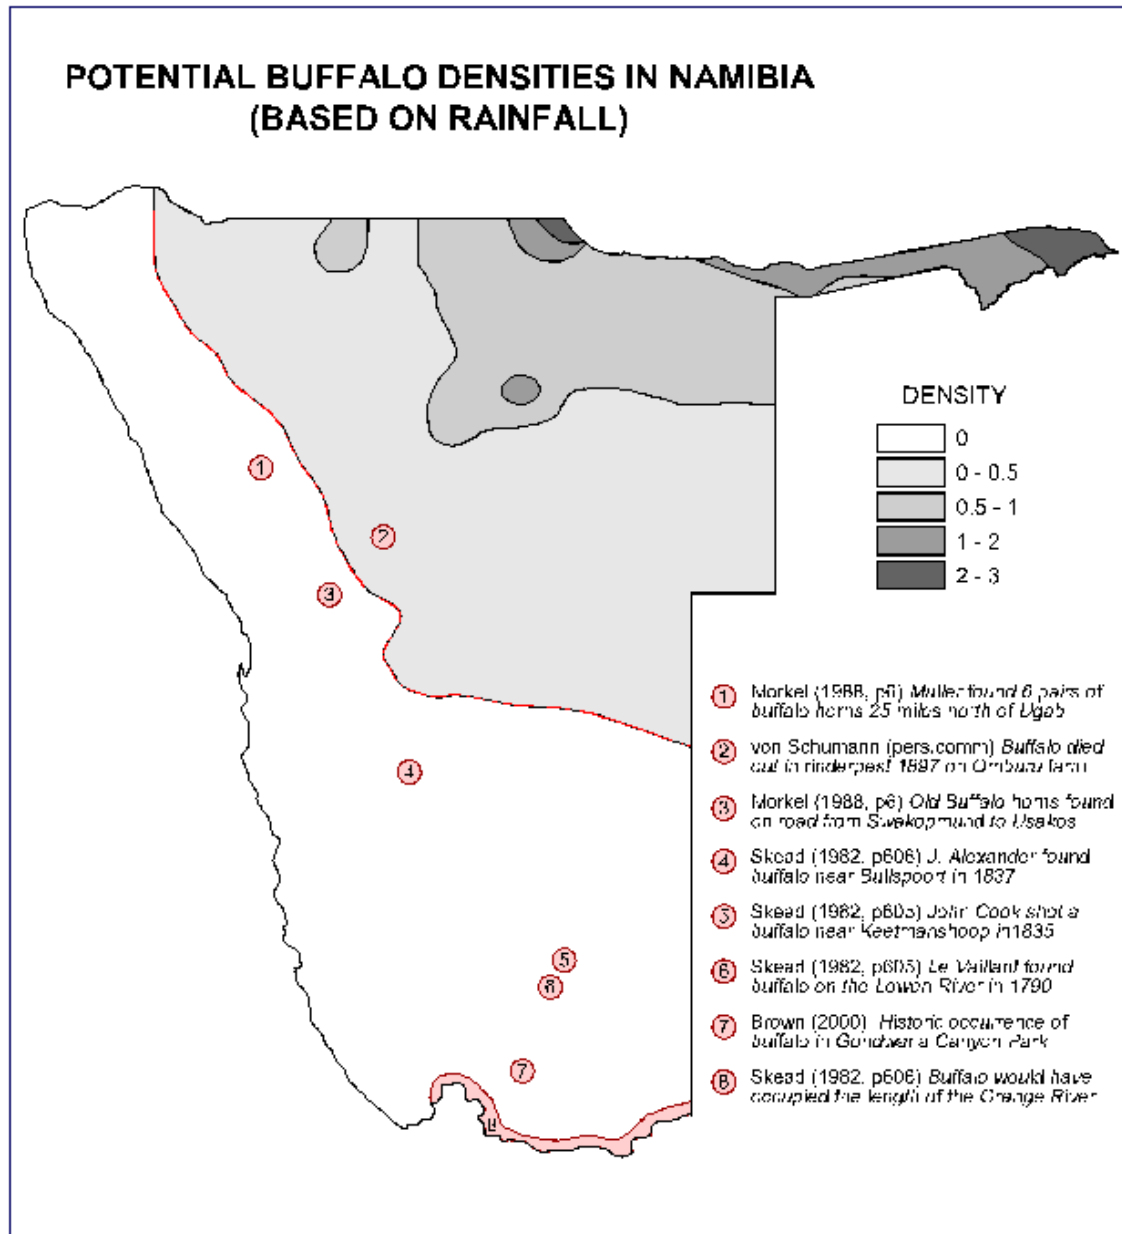 POTENTIAL BUFFALO DENSITIES IN NAMIBIA
(BASED ON RAINFALL)
DENSITY
0
0 - 0.5
0.5 - 1
1 - 2
2 - 3
1
2
3
4
5
6
7
8
1 Morkel (1988, p6) Muller found 6 pairs of
buffalo horns 25 miles north of Ugab
2 von Schumann (pers.comm) Buffalo died
out in rinderpest 1897 on Omburu farm
3 Morkel (1988, p6) Old Buffalo horns found
on road from Swakopmund to Usakos
4 Skead (1982, p606) J. Alexander found
buffalo near Bullspoort in 1837
5 Skead (1982, p605) John Cook shot a
buffalo near Keetmanshoop in 1835
6 Skead (1982, p605) Le Vaillant found
buffalo on the Lowen River in 1790
7 Brown (2000) Historic occurrence of
buffalo in Gondwana Canyon Park
8 Skead (1982, p606) Buffalo would have
occupied the length of the Orange River